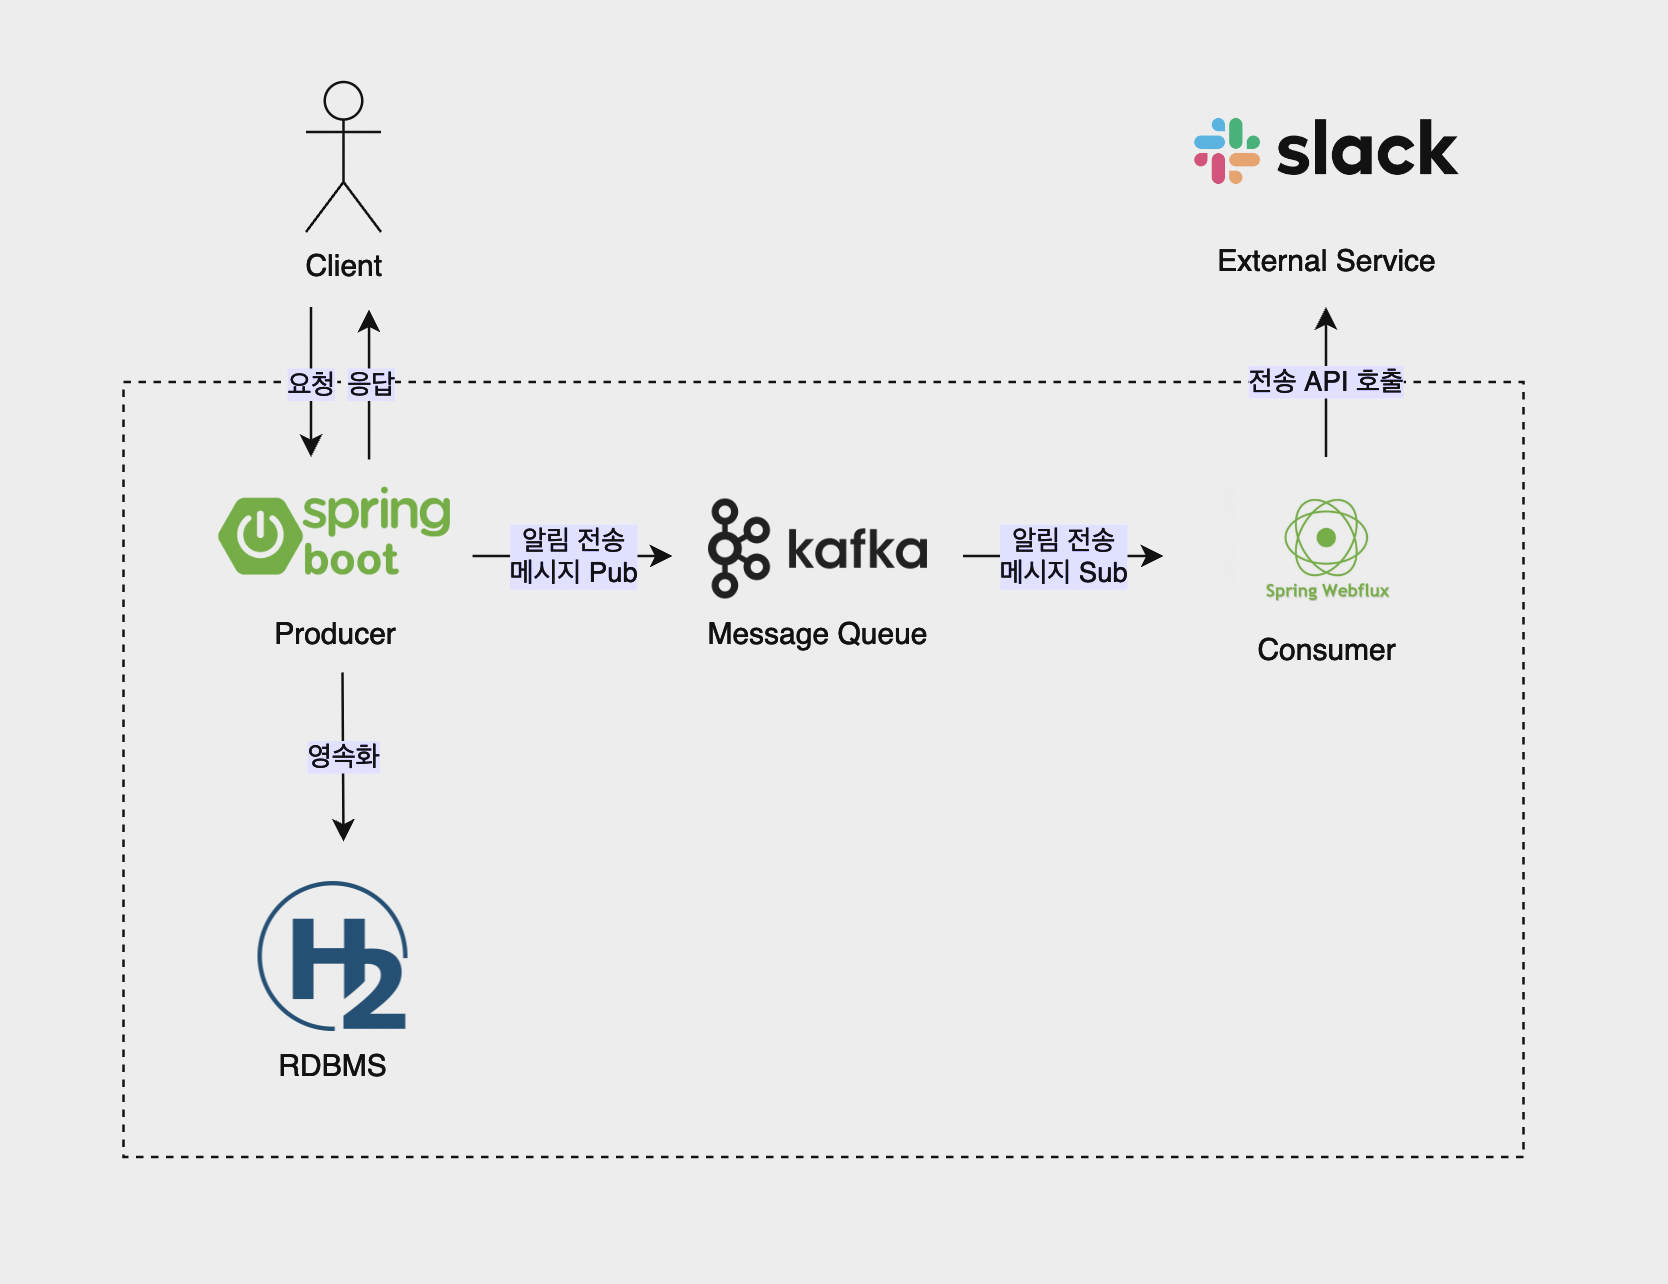 slack
Client
External Service
요청
응답
전송 API 호출
spring
boot
알림 전송
메시지 Pub
kafka
알림 전송
메시지 Sub
Spring Webflux
Producer
Message Queue
Consumer
영속화
H2
RDBMS